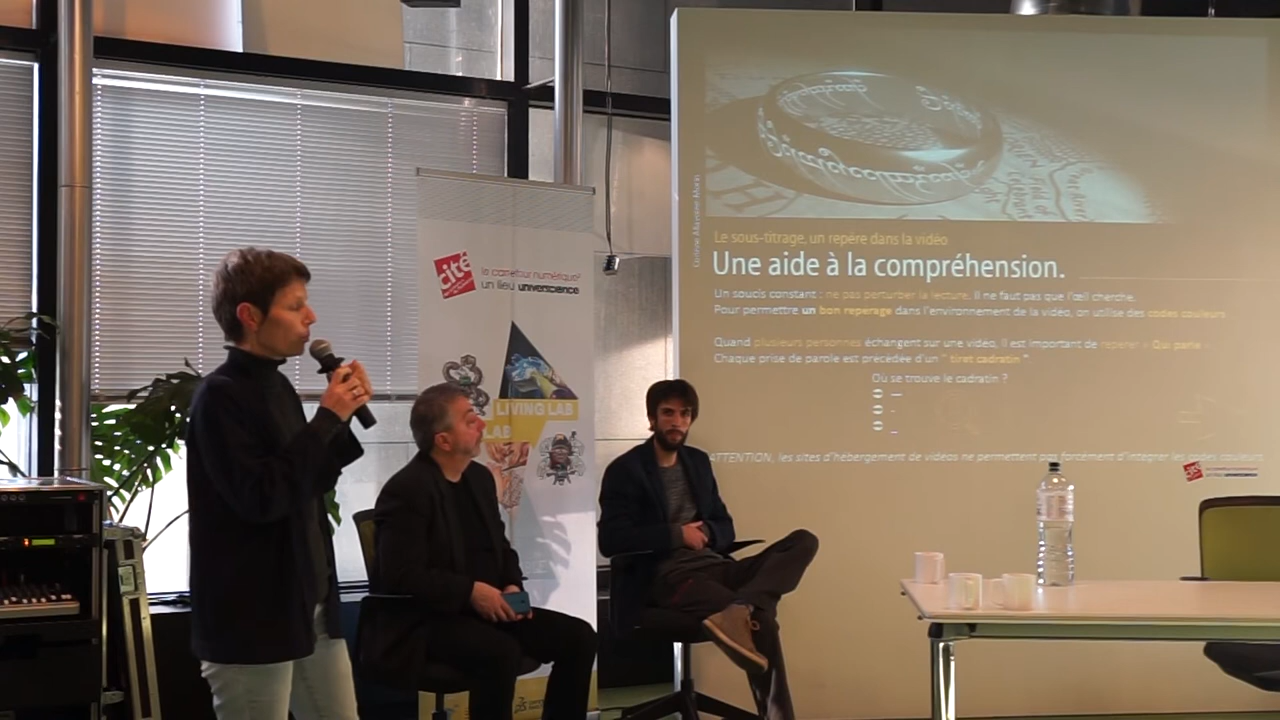 cité
le carrefour numérique²
un lieu universcience
LIVING LAB
LAB
Le sous-titrage, un repère dans la vidéo
Une aide à la compréhension.
Un soucis constant : ne pas perturber la lecture. Il ne faut pas que l'œil cherche.
Pour permettre un bon reperage dans l'environnement de la vidéo, on utilise des codes couleurs.
Quand plusieurs personnes échangent sur une vidéo, il est important de reperer « Qui parle »
Chaque prise de parole est précédée d'un " tiret cadratin ".
Où se trouve le cadratin ?
ATTENTION, les sites d'hébergement de vidéos ne permettent pas forcément d'intégrer les codes couleurs
universcience